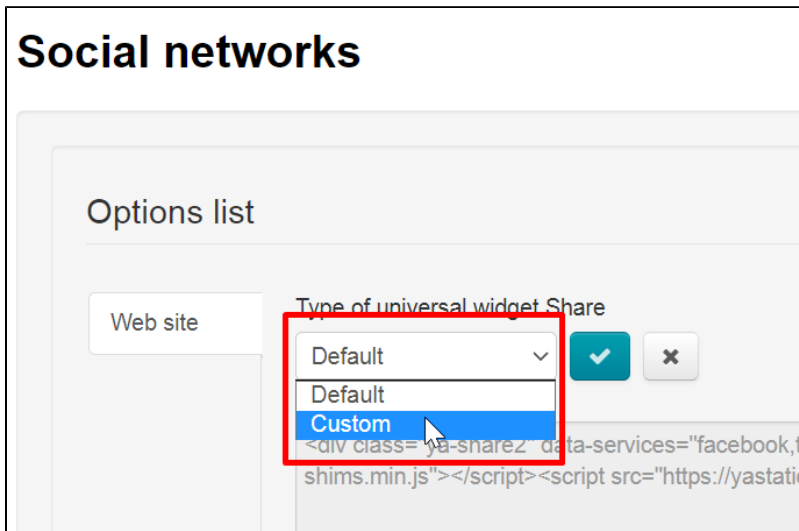 Social networks
Options list
Web site
Type of universal widget Share
Default
Default
Custom
<div class="ya-share2" data-services="facebook,t
shims.min.js"></script><script src="https://yastati